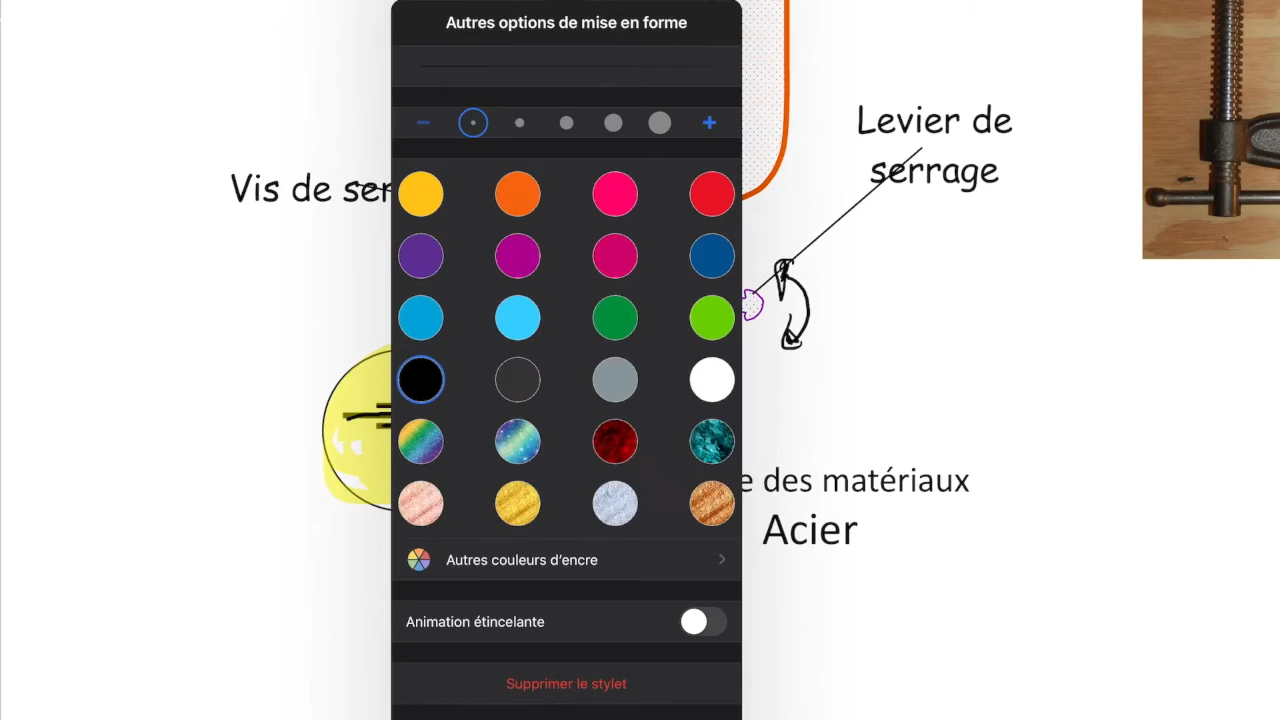 Autres options de mise en forme
Levier de
serrage
Vis de ser
e des matériaux
Acier
Autres couleurs d'encre
Animation étincelante
Supprimer le stylet